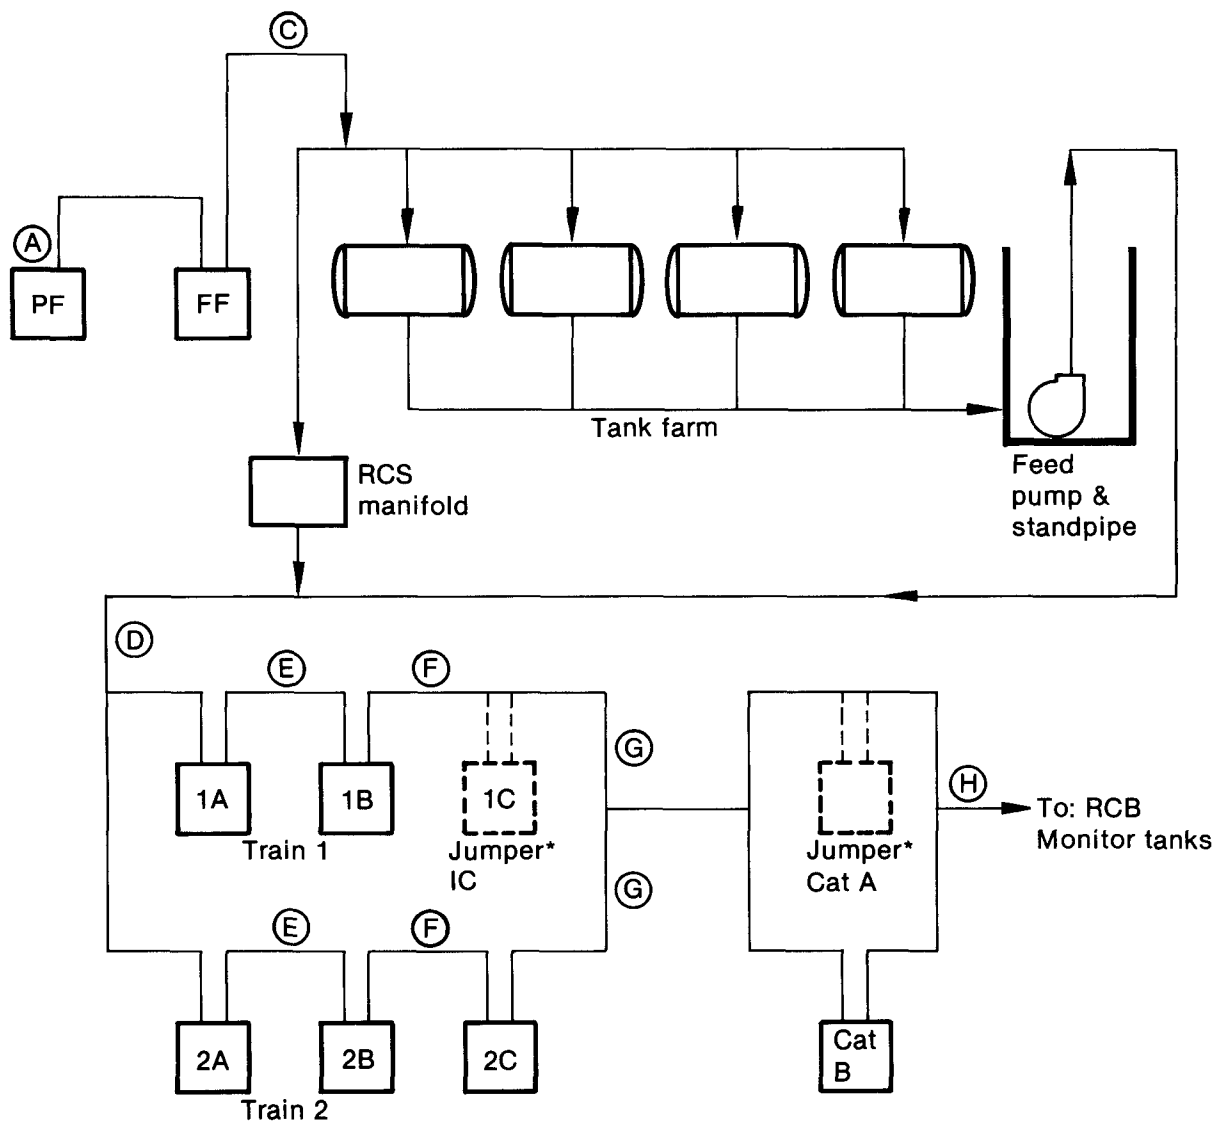 C
A
PF
FF
Tank farm
RCS
manifold
Feed
pump &
standpipe
D
E
F
G
H
1A
1B
1C
To: RCB
Monitor tanks
Train 1
Jumper*
IC
Jumper*
Cat A
G
E
F
2A
2B
2C
Cat
B
Train 2